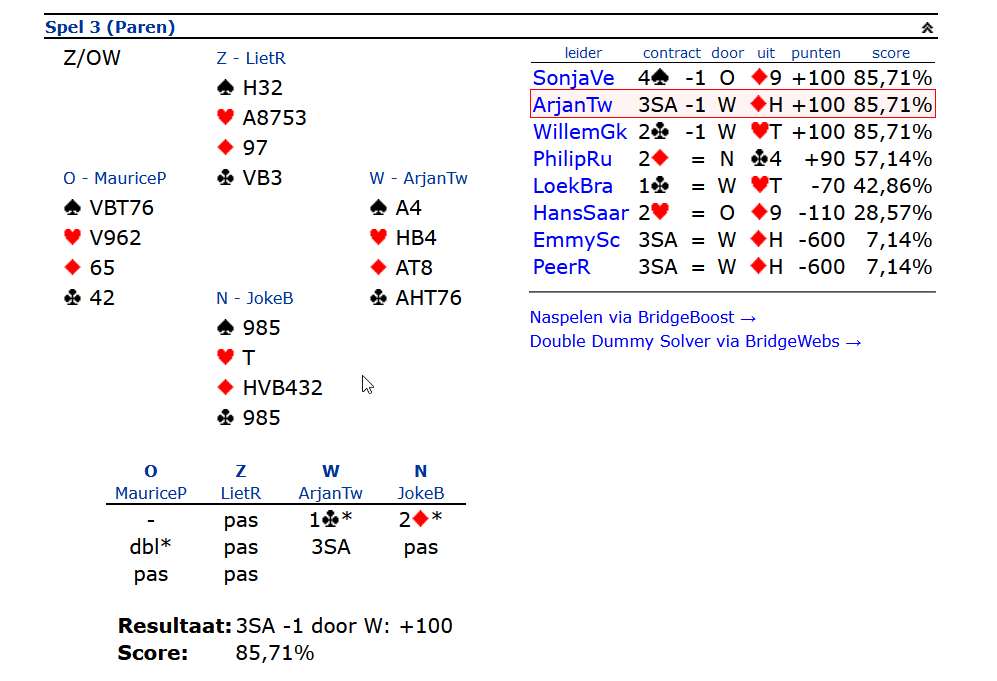 Spel 3 (Paren)
Z/OW
Z - LietR
♠ H32
♥ A8753
♦ 97
♣ VB3
O - MauriceP
♠ VBT76
♥ V962
♦ 65
♣ 42
W - ArjanTw
♠ A4
♥ HB4
♦ AT8
♣ AHT76
N - JokeB
♠ 985
♥ T
♦ HVB432
♣ 985
leider contract door uit punten score
SonjaVe 4♠ -1 O ♦9 +100 85,71%
ArjanTw 3SA -1 W ♦H +100 85,71%
WillemGk 2♣ -1 W ♥T +100 85,71%
PhilipRu 2♦ = N ♣4 +90 57,14%
LoekBra 1♣ = W ♥T -70 42,86%
HansSaar 2♥ = O ♦9 -110 28,57%
EmmySc 3SA = W ♦H -600 7,14%
PeerR 3SA = W ♦H -600 7,14%
Naspelen via BridgeBoost →
Double Dummy Solver via BridgeWebs →
O Z W N
MauriceP LietR ArjanTw JokeB
- pas 1♣* 2♦*
dbl* pas 3SA pas
pas pas
Resultaat: 3SA -1 door W: +100
Score: 85,71%